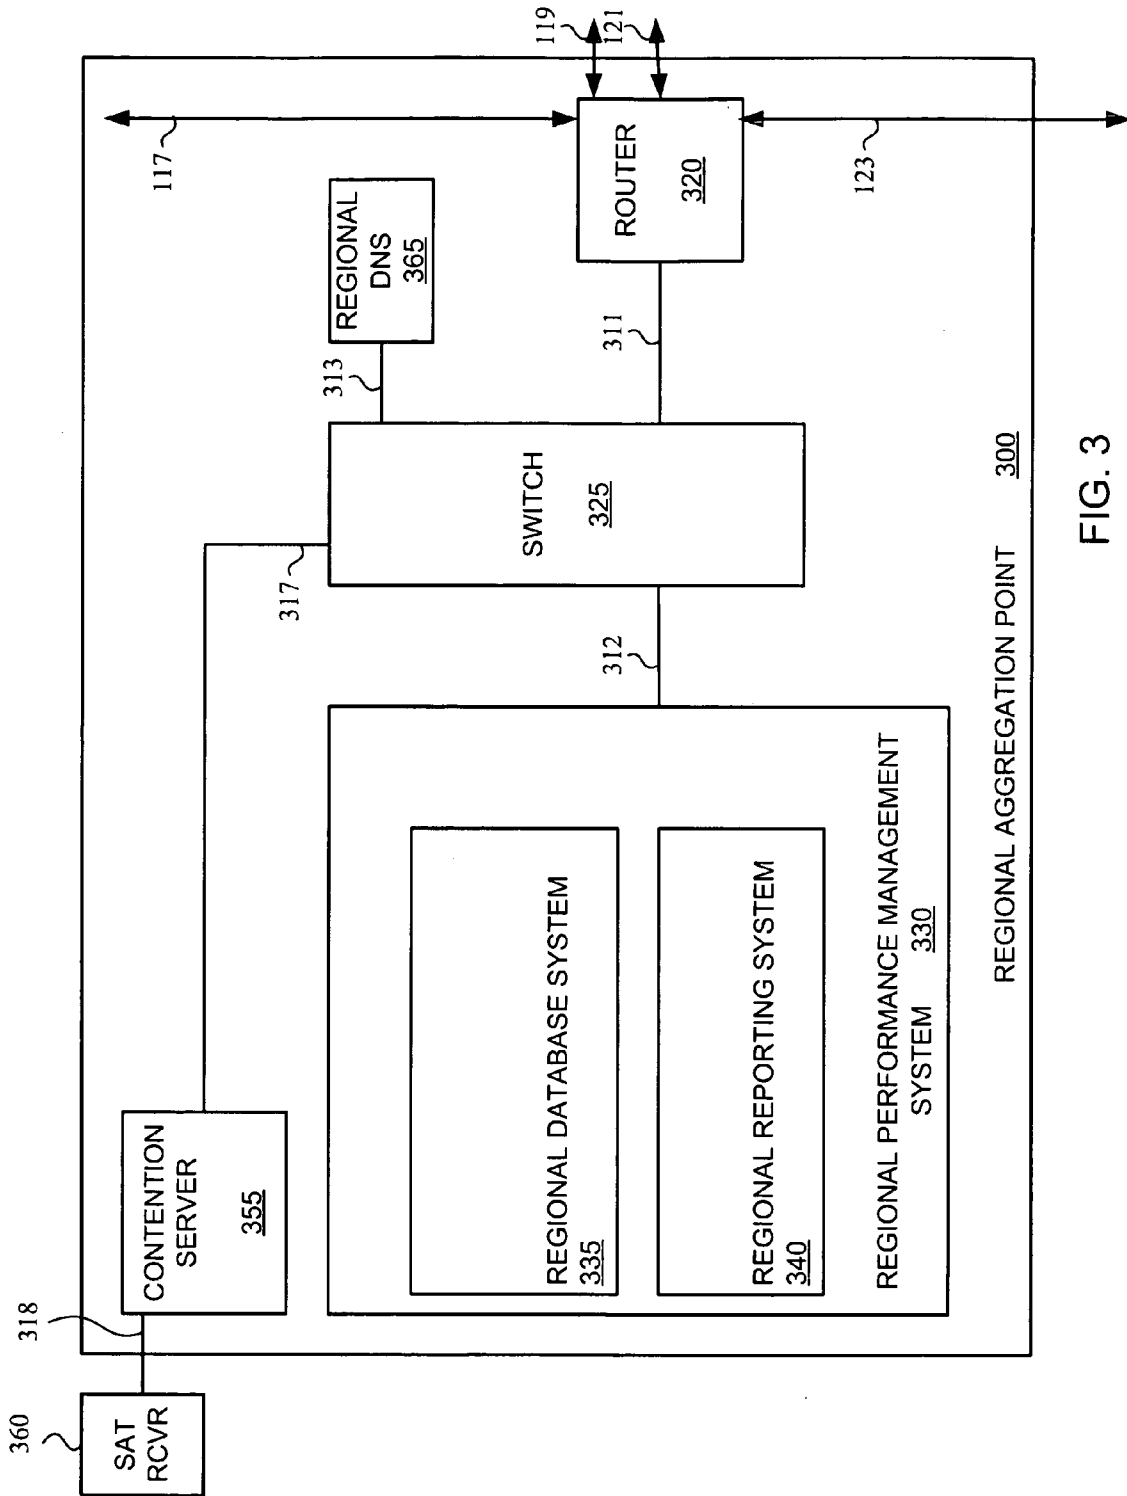 360
SAT
RCVR
318
CONTENTION
SERVER
355
317
313
REGIONAL
DNS
365
117
119
121
ROUTER
320
123
311
SWITCH
325
312
REGIONAL DATABASE SYSTEM
335
REGIONAL REPORTING SYSTEM
340
REGIONAL PERFORMANCE MANAGEMENT
SYSTEM 330
REGIONAL AGGREGATION POINT 300
FIG. 3